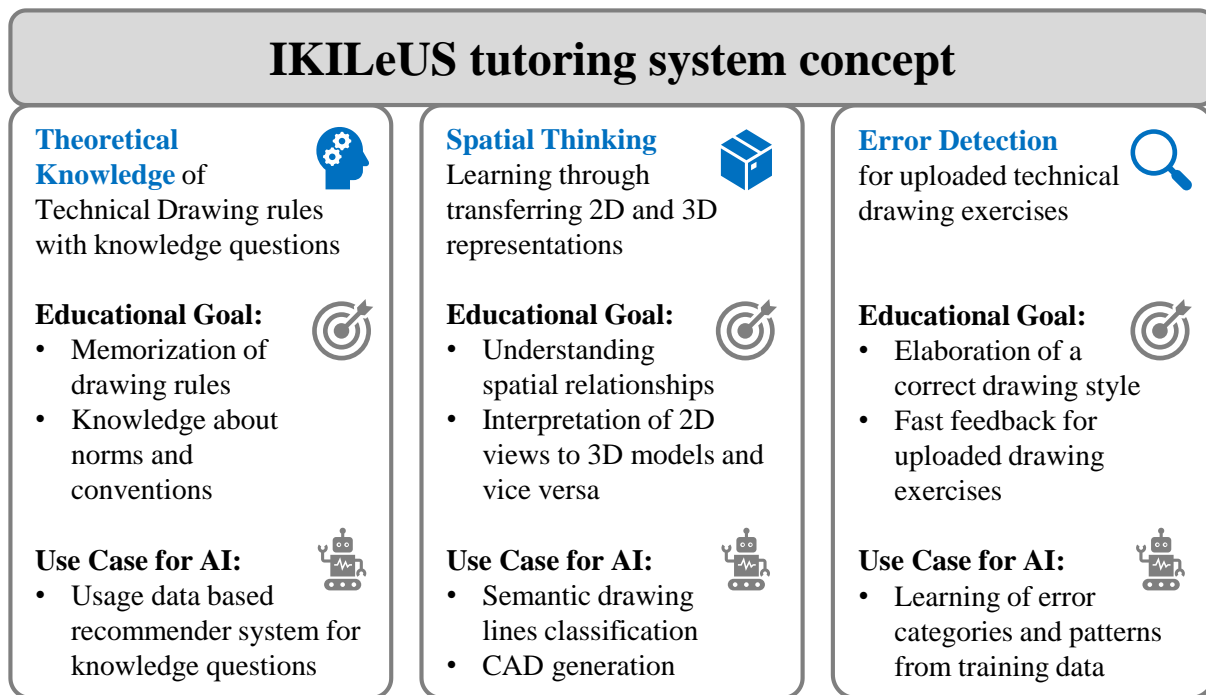 IKILeUS tutoring system concept
Theoretical
Knowledge of
Technical Drawing rules
with knowledge questions
Educational Goal:
• Memorization of
drawing rules
• Knowledge about
norms and
conventions
Use Case for AI:
• Usage data based
recommender system for
knowledge questions
Spatial Thinking
Learning through
transferring 2D and 3D
representations
Educational Goal:
• Understanding
spatial relationships
• Interpretation of 2D
views to 3D models and
vice versa
Use Case for AI:
• Semantic drawing
lines classification
• CAD generation
Error Detection
for uploaded technical
drawing exercises
Educational Goal:
• Elaboration of a
correct drawing style
• Fast feedback for
uploaded drawing
exercises
Use Case for AI:
• Learning of error
categories and patterns
from training data